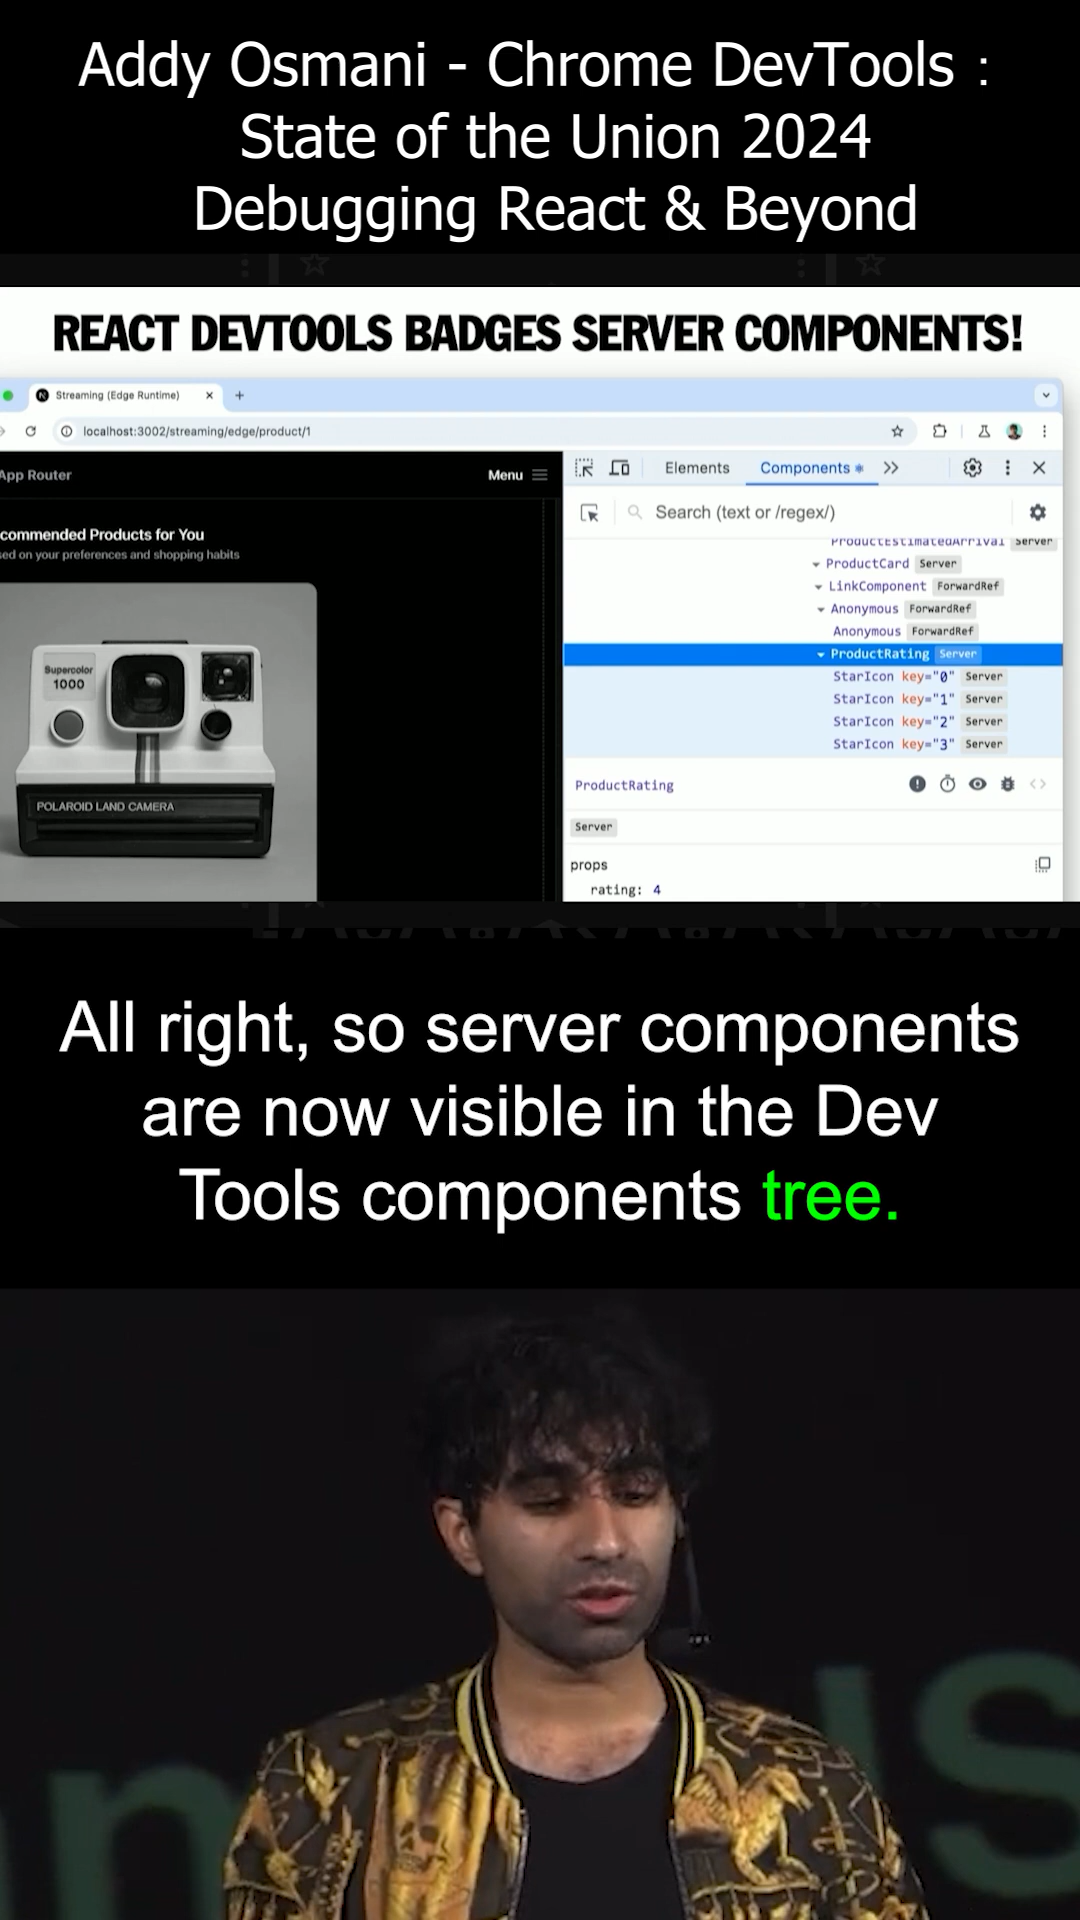 Addy Osmani - Chrome DevTools :
State of the Union 2024
Debugging React & Beyond
REACT DEVTOOLS BADGES SERVER COMPONENTS!
Streaming (Edge Runtime)
localhost:3002/streaming/edge/product/1
App Router
Menu
Elements
Components
Search (text or /regex/)
commended Products for You
sed on your preferences and shopping habits
ProductEstimatedArrival Server
ProductCard Server
LinkComponent ForwardRef
Anonymous ForwardRef
Anonymous ForwardRef
ProductRating Server
StarIcon key="0" Server
StarIcon key="1" Server
StarIcon key="2" Server
StarIcon key="3" Server
Supercolor
1000
POLAROID LAND CAMERA
ProductRating
Server
props
rating: 4
All right, so server components
are now visible in the Dev
Tools components tree.